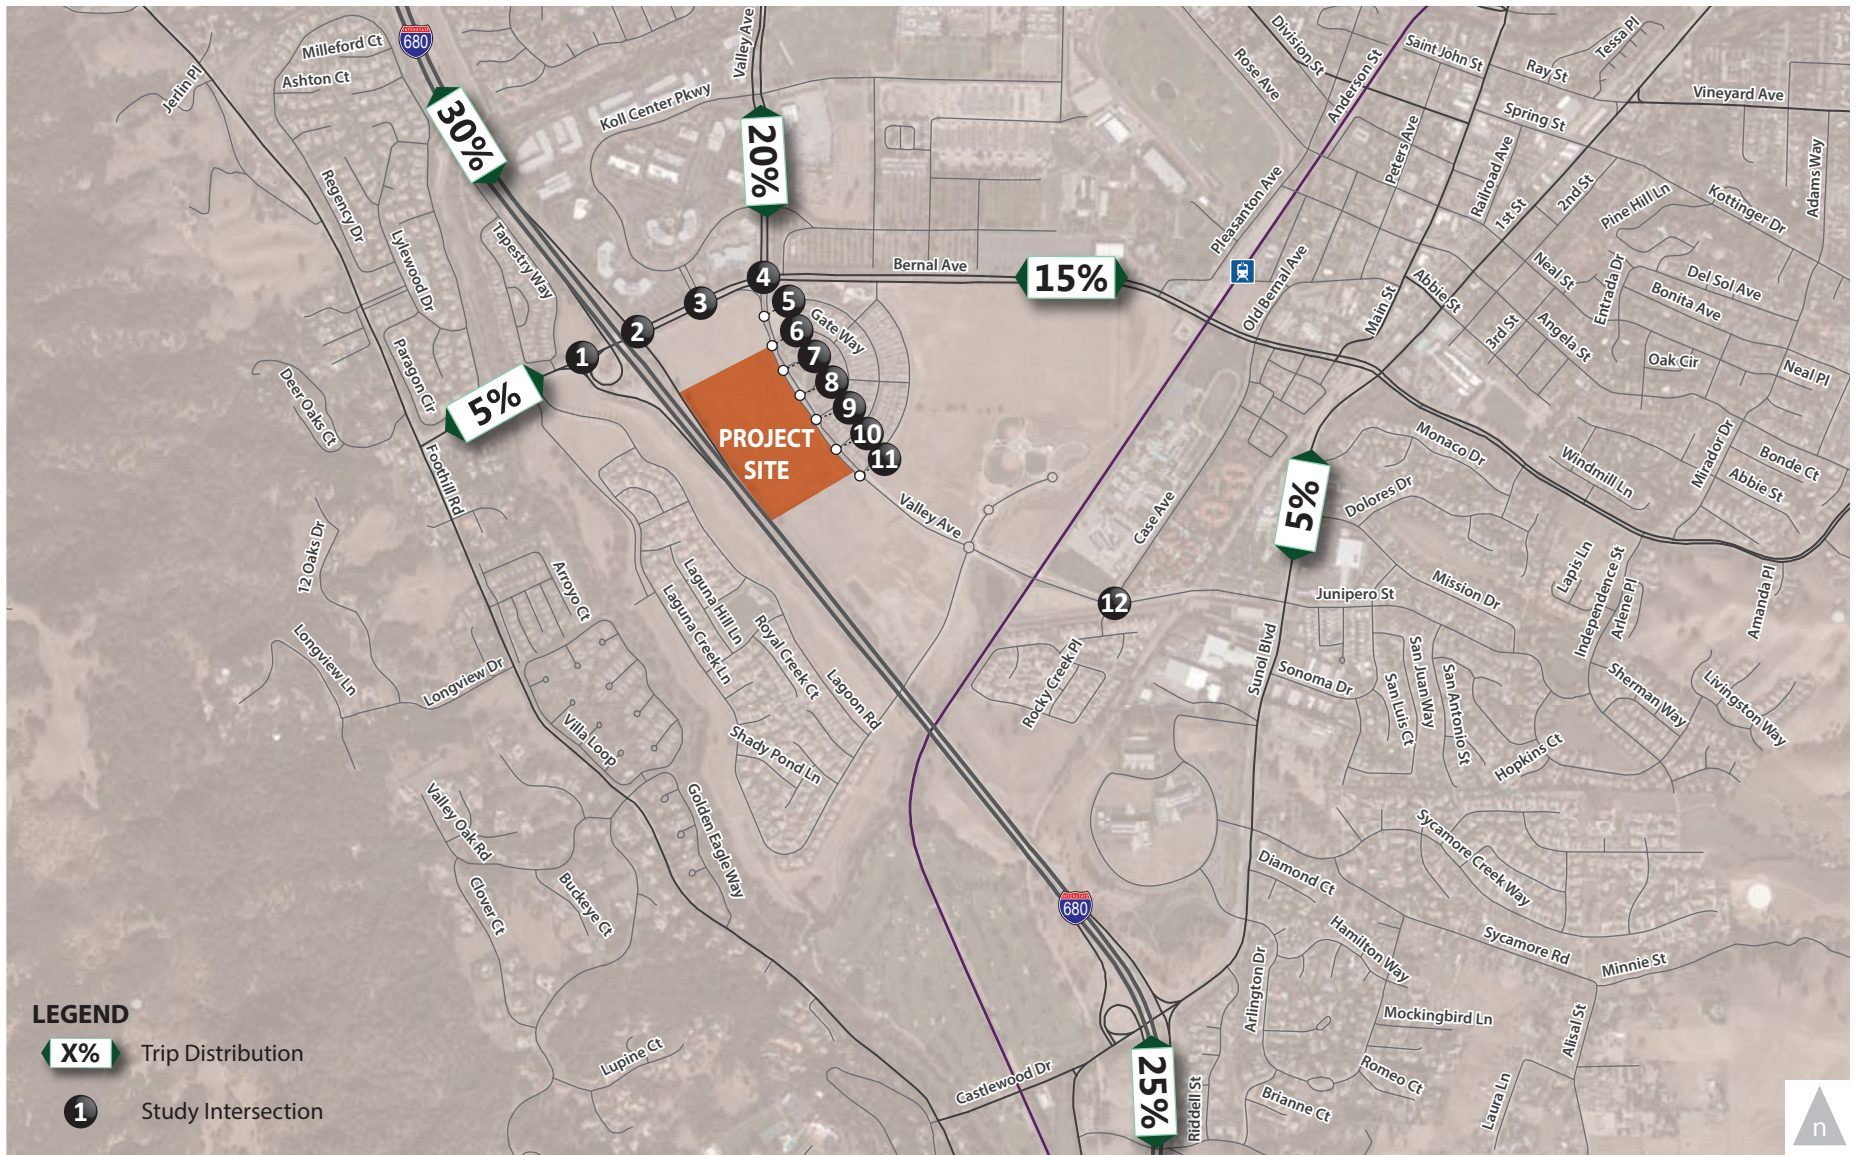 Milleford Ct
INTERSTATE
680
Ashton Ct
Jerlin Pl
30%
Koll Center Pkwy
Valley Ave
20%
Division St
Rose Ave
Anderson St
Saint John St
Ray St
Tessa Pl
Vineyard Ave
Spring St
Peters Ave
Railroad Ave
Adams Way
Regency Dr
Lylewood Dr
Tapestry Way
Pleasanton Ave
1st St
2nd St
Pine Hill Ln
Kottinger Dr
Bernal Ave
15%
Old Bernal Ave
Main St
Abbie St
Neal St
Entrada Dr
Del Sol Ave
Bonita Ave
3rd St
Angela St
Oak Cir
Neal Pl
4
5
3
6
Gate Way
2
7
1
8
9
10
11
Paragon Cir
5%
Deer Oaks Ct
Foothill Rd
PROJECT
SITE
Valley Ave
Case Ave
5%
Monaco Dr
Dolores Dr
Windmill Ln
Mirador Dr
Bonde Ct
Abbie St
12 Oaks Dr
Arroyo Ct
Laguna Hill Ln
Laguna Creek Ln
Royal Creek Ct
Lagoon Rd
12
Junipero St
Mission Dr
Lapis Ln
Independence St
Arlene Pl
Amanda Pl
Longview Ln
Longview Dr
Villa Loop
Shady Pond Ln
Rocky Creek Pl
Sunol Blvd
Sonoma Dr
San Luis Ct
San Juan Way
San Antonio St
Hopkins Ct
Sherman Way
Livingston Way
Valley Oak Rd
Golden Eagle Way
Clover Ct
Buckeye Ct
INTERSTATE
680
Diamond Ct
Sycamore Creek Way
Hamilton Way
Sycamore Rd
Minnie St
Arlington Dr
Mockingbird Ln
Alisal St
Lupine Ct
Castlewood Dr
25%
Riddell St
Romeo Ct
Brianne Ct
Laura Ln
LEGEND
X% Trip Distribution
1 Study Intersection
n